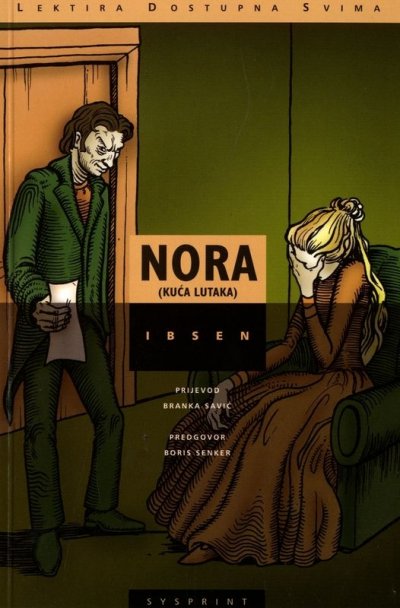 LEKTIRA DOSTUPNA SVIMA
NORA
(KUĆA LUTAKA)
IBSEN
PRIJEVOD
BRANKA SAVIĆ
PREDGOVOR
BORIS SENKER
SYSPRINT